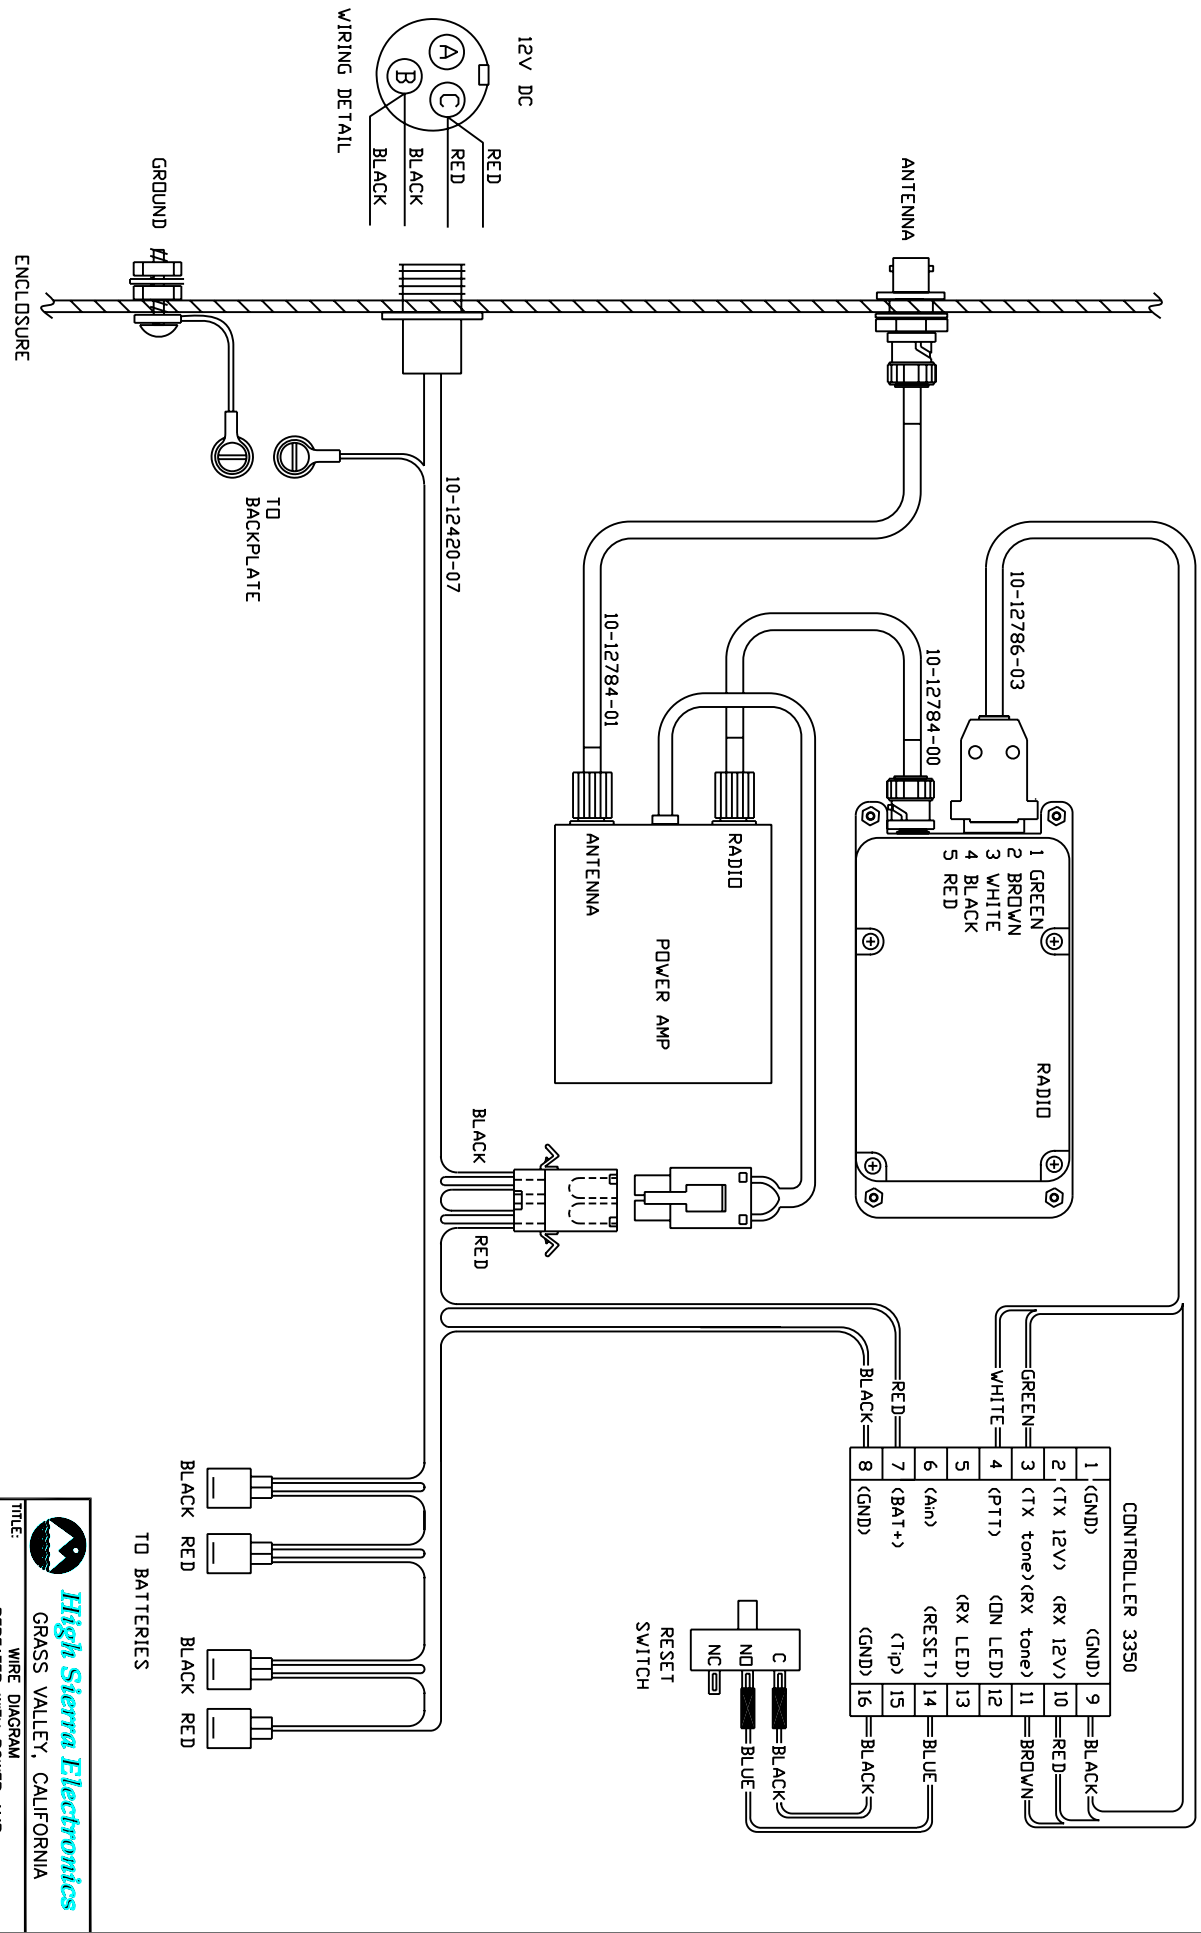 12V DC
A
B
C
WIRING DETAIL
RED
RED
BLACK
BLACK
GROUND
ENCLOSURE
ANTENNA
TO
BACKPLATE
10-12420-07
10-12784-01
10-12784-00
10-12786-03
1 GREEN
2 BROWN
3 WHITE
4 BLACK
5 RED
RADIO
RADIO
ANTENNA
POWER AMP
BLACK
RED
GREEN
WHITE
RED
BLACK
CONTROLLER 3350
1 (GND) (GND) 9
2 (TX 12V) (RX 12V) 10
3 (TX tone)(RX tone) 11
4 (PTT) (ON LED) 12
5 (RX LED) 13
6 (Ain) (RESET) 14
7 (BAT+) (Tip) 15
8 (GND) (GND) 16
BLACK
RED
BROWN
BLUE
BLACK
BLACK
BLUE
C
NO
NC
RESET
SWITCH
BLACK RED BLACK RED
TO BATTERIES
High Sierra Electronics
GRASS VALLEY, CALIFORNIA
TITLE:
WIRE DIAGRAM